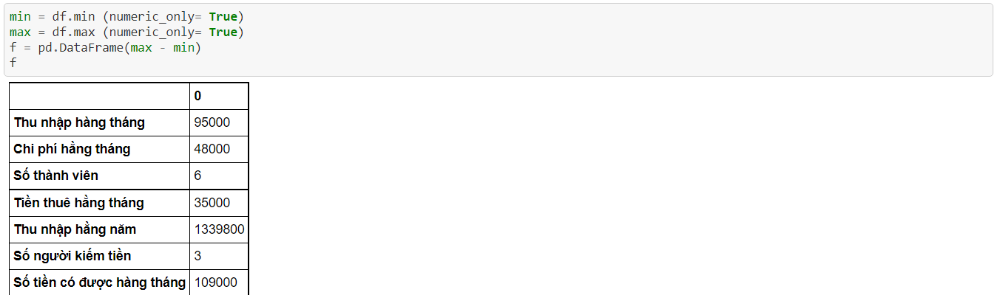 min = df.min (numeric_only= True)
max = df.max (numeric_only= True)
f = pd.DataFrame(max - min)
f
0
Thu nhập hàng tháng 95000
Chi phí hằng tháng 48000
Số thành viên 6
Tiền thuê hằng tháng 35000
Thu nhập hằng năm 1339800
Số người kiếm tiền 3
Số tiền có được hàng tháng 109000